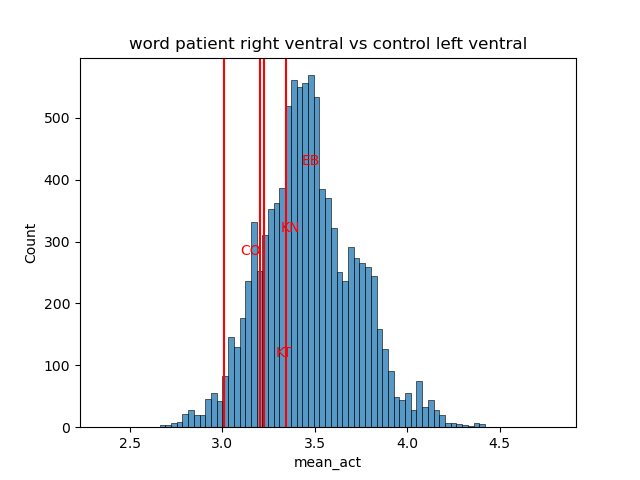 word patient right ventral vs control left ventral
Count
500
400
300
200
100
0
EB
KN
CO
KT
2.5 3.0 3.5 4.0 4.5
mean_act